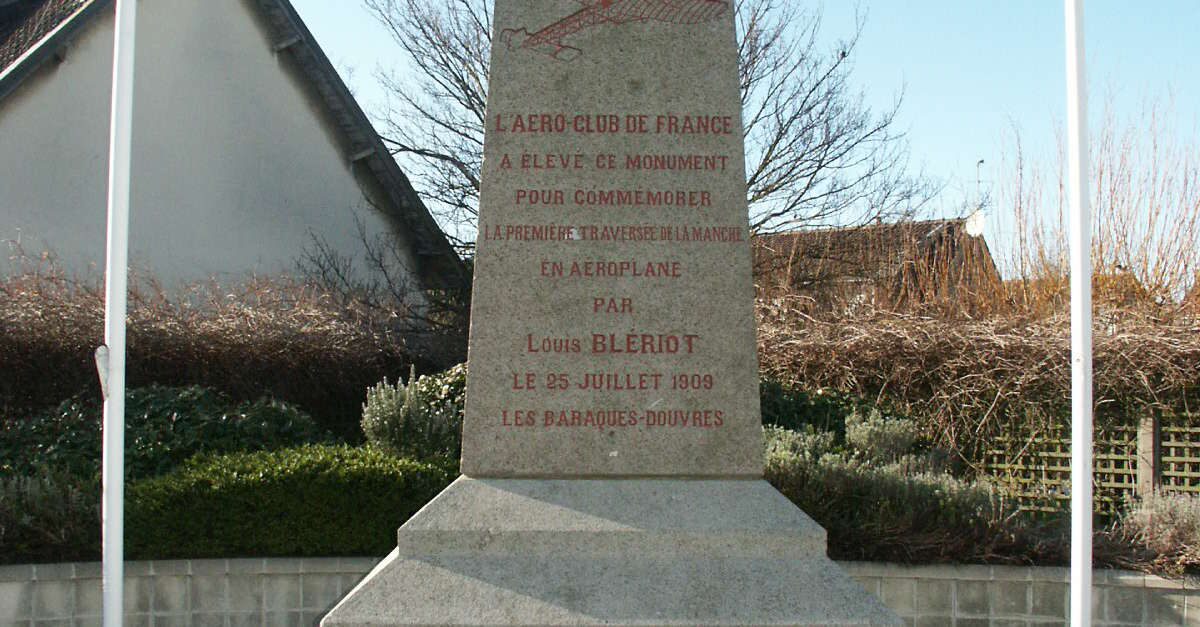 L'AERO-CLUB DE FRANCE
A ÉLEVÉ CE MONUMENT
POUR COMMÉMORER
LA PREMIÈRE TRAVERSÉE DE LA MANCHE
EN AÉROPLANE
PAR
LOUIS BLÉRIOT
LE 25 JUILLET 1909
LES BARAQUES-DOUVRES